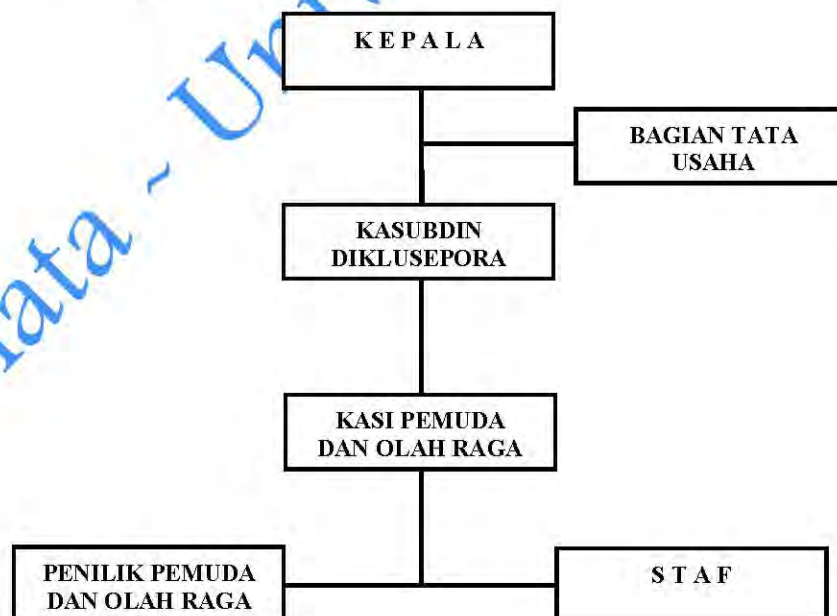 K E P A L A
BAGIAN TATA
USAHA
KASUBDIN
DIKLUSEPORA
KASI PEMUDA
DAN OLAH RAGA
PENILIK PEMUDA
DAN OLAH RAGA
S T A F